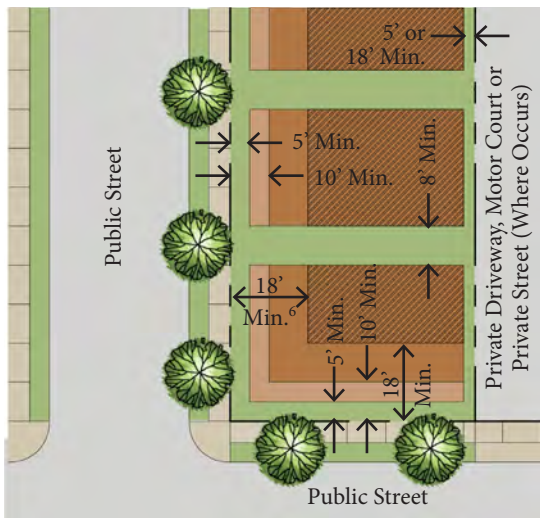 5' or
18' Min.
5' Min.
10' Min.
8' Min.
Public Street
Private Driveway, Motor Court or
Private Street (Where Occurs)
18'
Min.6
5' Min.
10' Min.
18'
Min.
Public Street